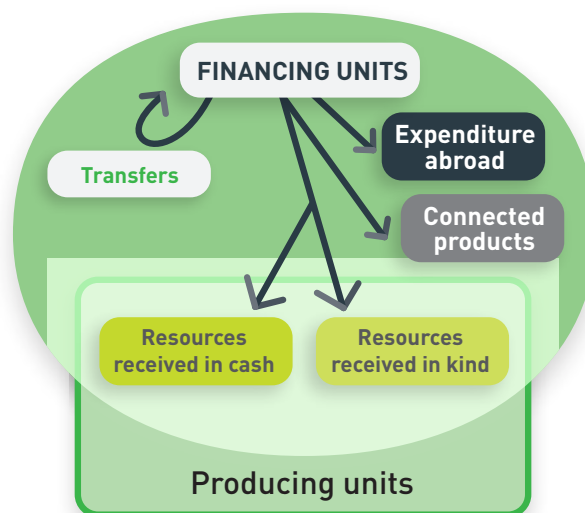 FINANCING UNITS
Expenditure
abroad
Transfers
Connected
products
Resources
received in cash
Resources
received in kind
Producing units